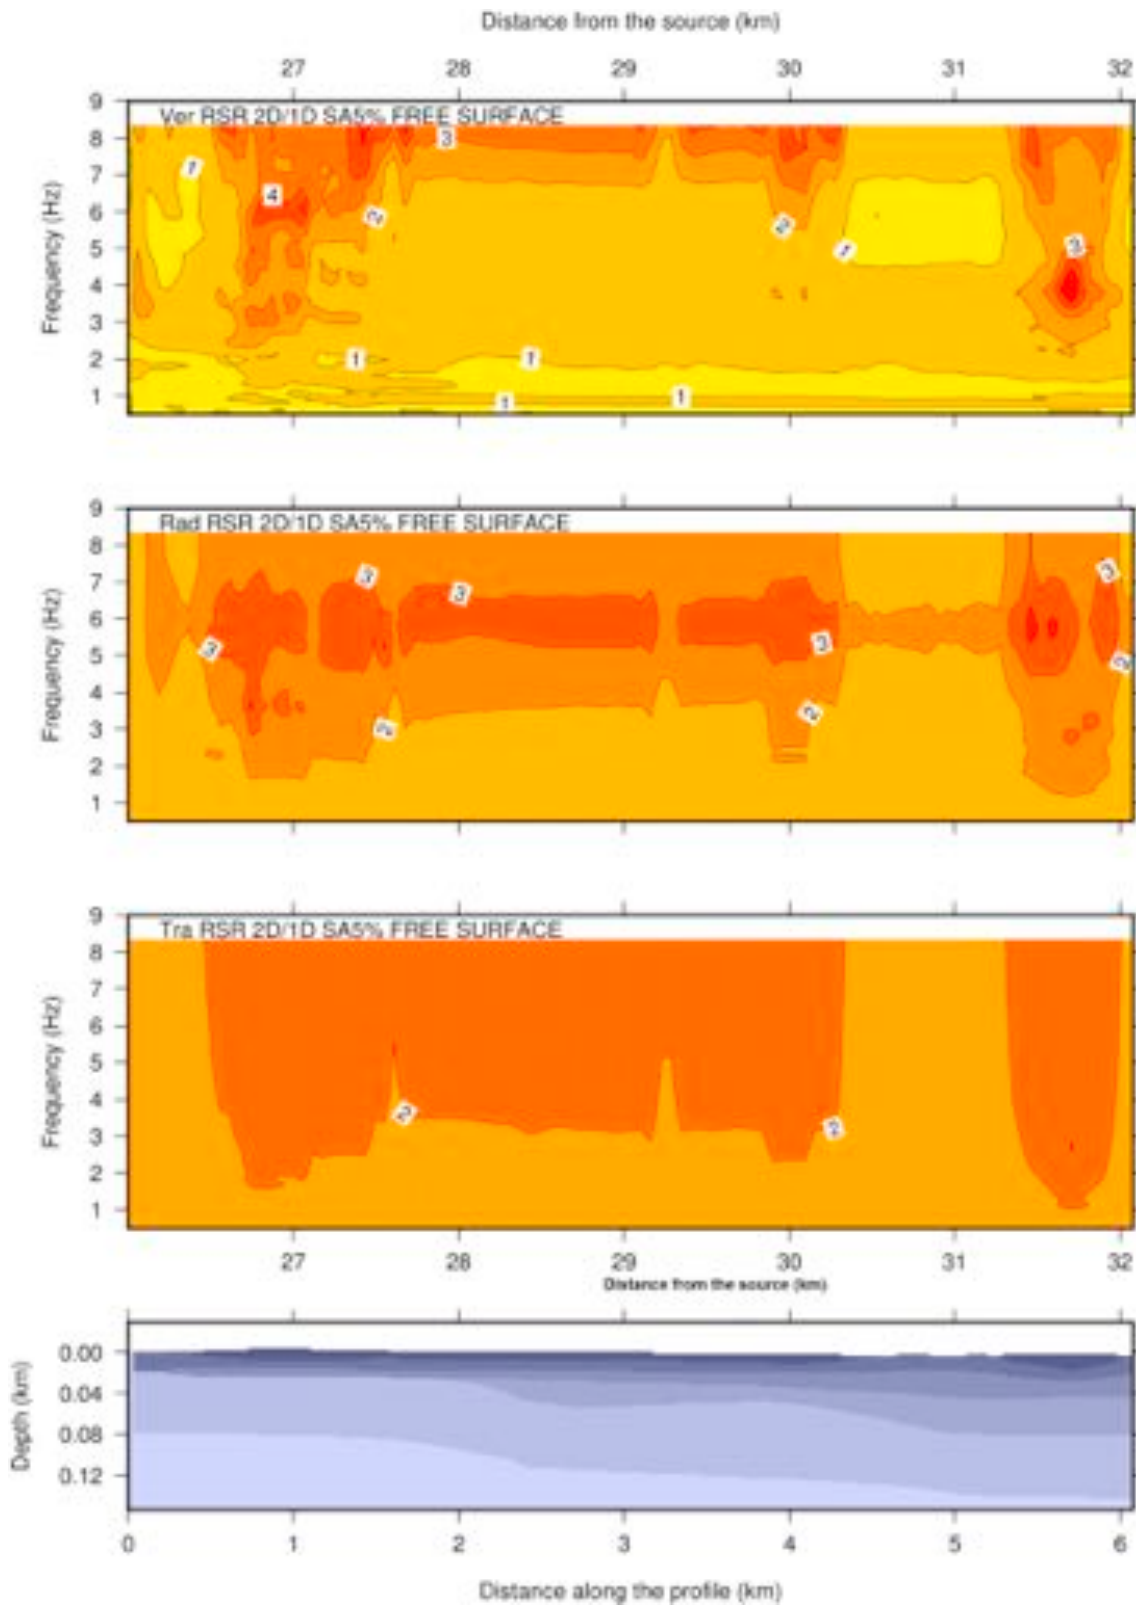 Distance from the source (km)
27 28 29 30 31 32
Ver RSR 2D/1D SA5% FREE SURFACE
Frequency (Hz)
9
8
7
6
5
4
3
2
1
1 4 2 3 2 1 3
1 1 1 1
Rad RSR 2D/1D SA5% FREE SURFACE
Frequency (Hz)
9
8
7
6
5
4
3
2
1
3 3 3 3 3
2 2 2
Tra RSR 2D/1D SA5% FREE SURFACE
Frequency (Hz)
9
8
7
6
5
4
3
2
1
2 2
27 28 29 30 31 32
Distance from the source (km)
Depth (km)
0.00
0.04
0.08
0.12
0 1 2 3 4 5 6
Distance along the profile (km)